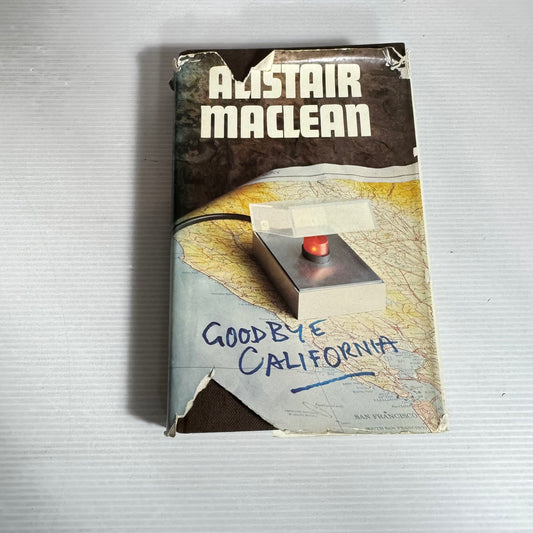 ALISTAIR
MACLEAN
GOODBYE
CALIFORNIA
SAN FRANCISCO